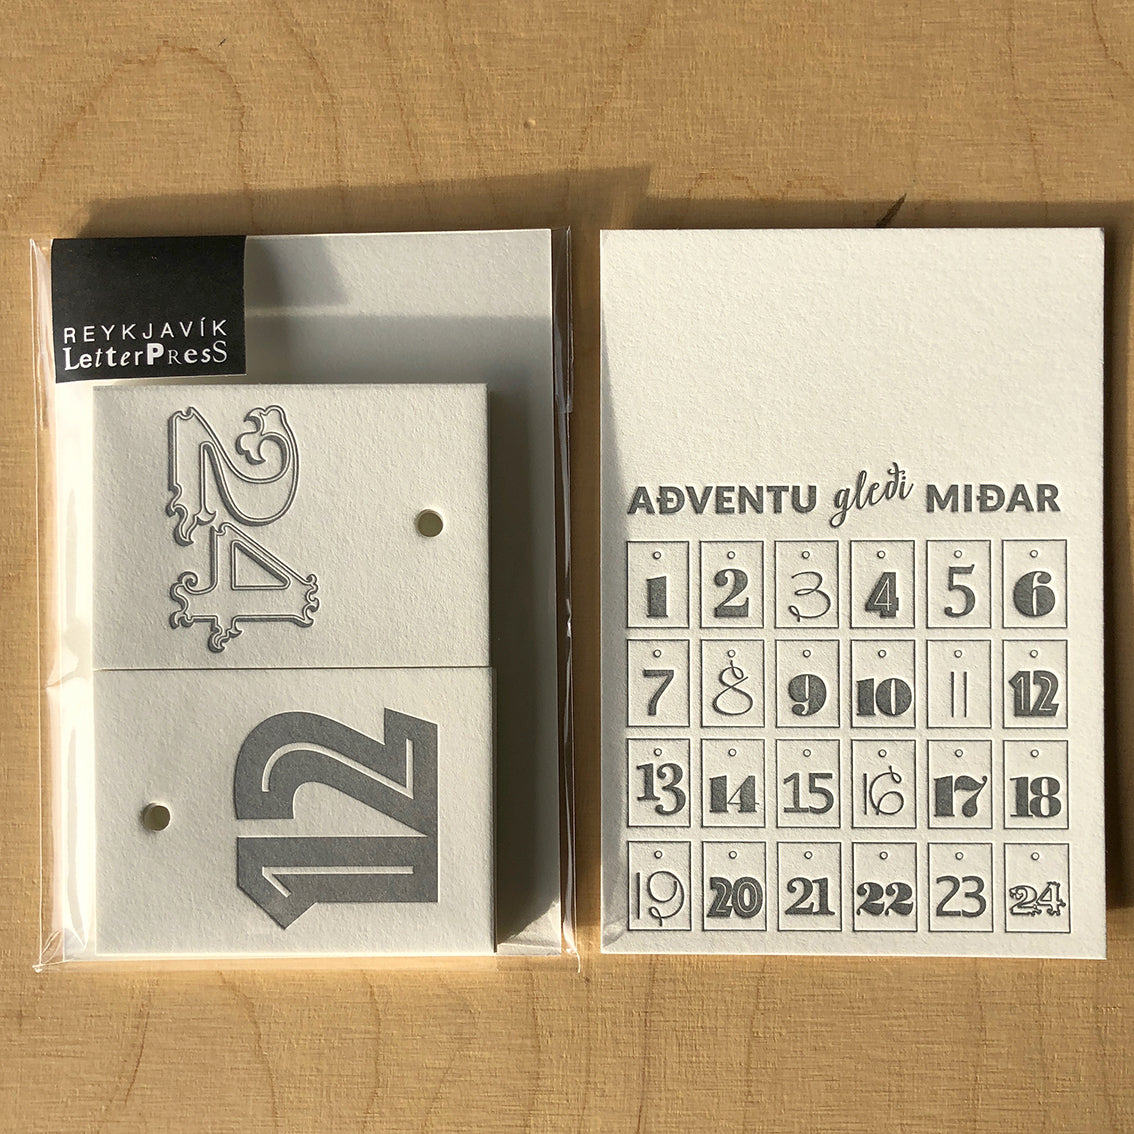 REYKJAVÍK
LetterPressS
24
12
AÐVENTU gleði MIÐAR
1 2 3 4 5 6
7 8 9 10 11 12
13 14 15 16 17 18
19 20 21 22 23 24